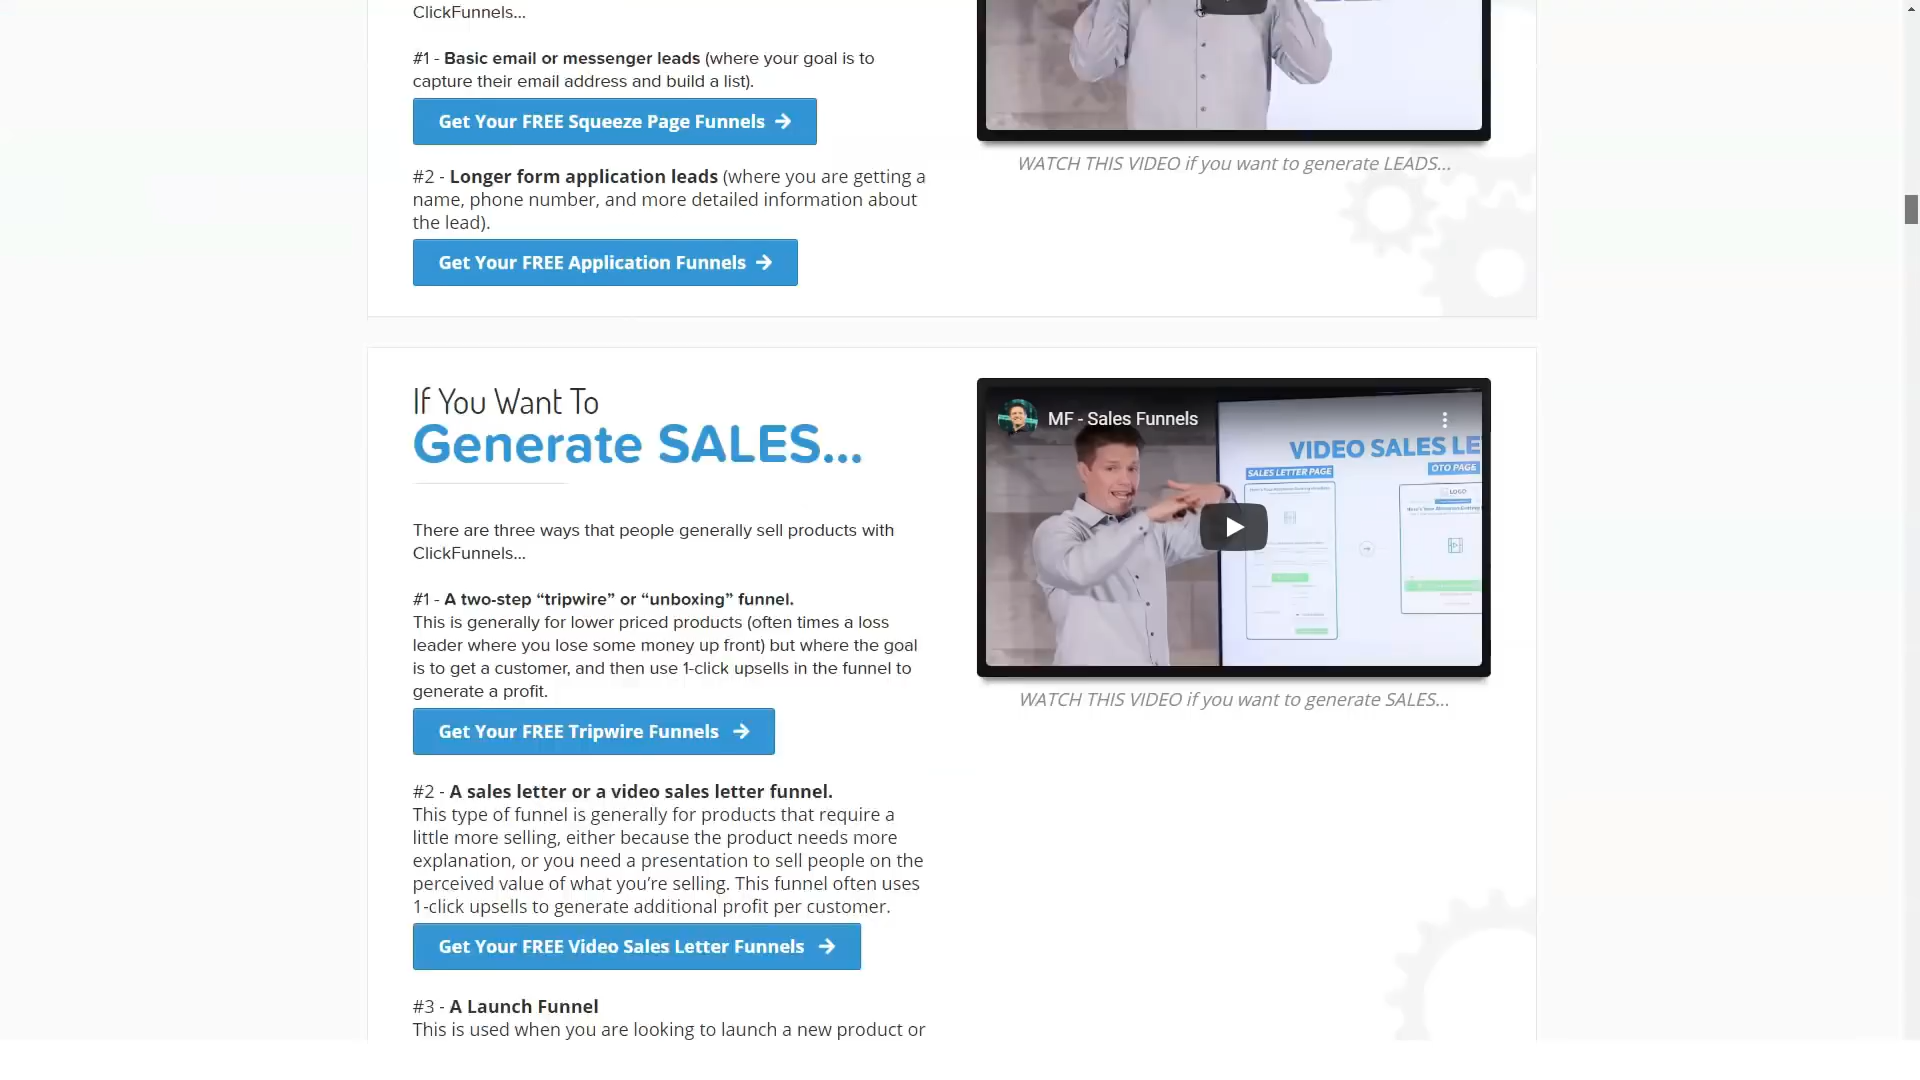 ClickFunnels...
#1 - Basic email or messenger leads (where your goal is to
capture their email address and build a list).
Get Your FREE Squeeze Page Funnels
#2 - Longer form application leads (where you are getting a
name, phone number, and more detailed information about
the lead).
Get Your FREE Application Funnels
WATCH THIS VIDEO if you want to generate LEADS...
If You Want To
Generate SALES...
There are three ways that people generally sell products with
ClickFunnels...
#1 - A two-step “tripwire” or “unboxing” funnel.
This is generally for lower priced products (often times a loss
leader where you lose some money up front) but where the goal
is to get a customer, and then use 1-click upsells in the funnel to
generate a profit.
Get Your FREE Tripwire Funnels
#2 - A sales letter or a video sales letter funnel.
This type of funnel is generally for products that require a
little more selling, either because the product needs more
explanation, or you need a presentation to sell people on the
perceived value of what you’re selling. This funnel often uses
1-click upsells to generate additional profit per customer.
Get Your FREE Video Sales Letter Funnels
#3 - A Launch Funnel
This is used when you are looking to launch a new product or
MF - Sales Funnels
VIDEO SALES LE
SALES LETTER PAGE
OTO PAGE
LOGO
WATCH THIS VIDEO if you want to generate SALES...